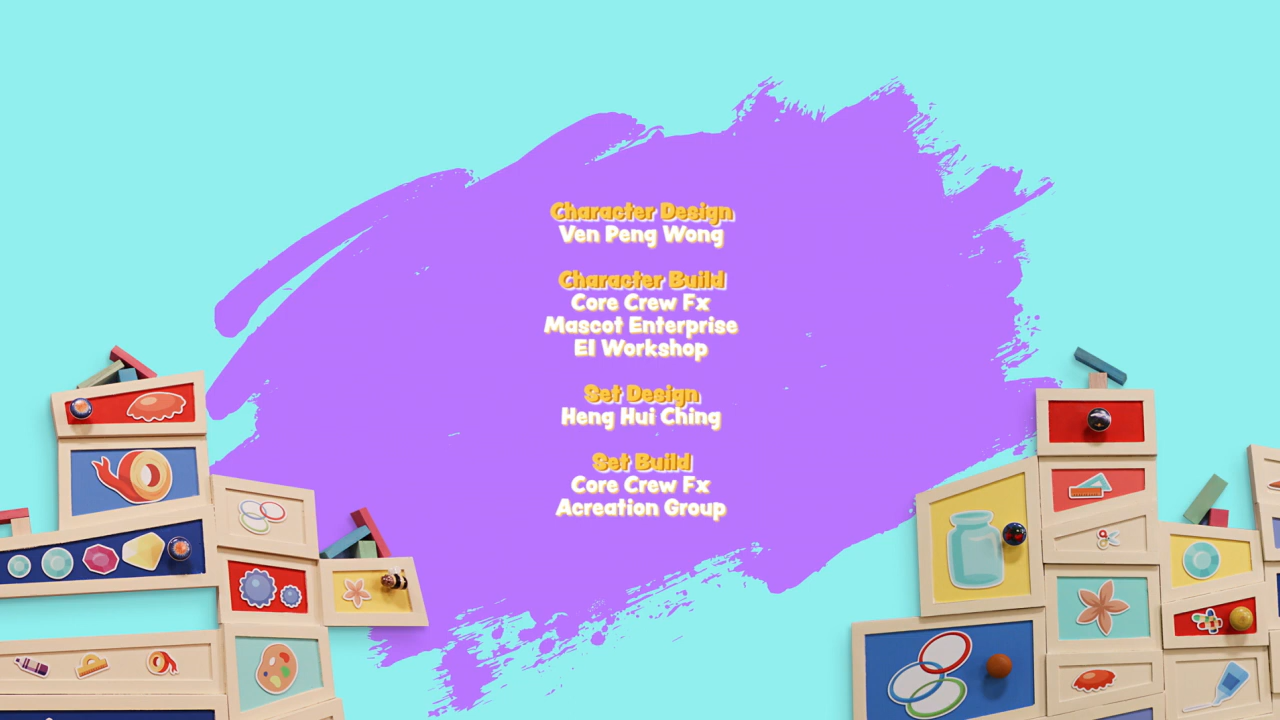 Character Design
Ven Peng Wong
Character Build
Core Crew Fx
Mascot Enterprise
EI Workshop
Set Design
Heng Hui Ching
Set Build
Core Crew Fx
Acreation Group